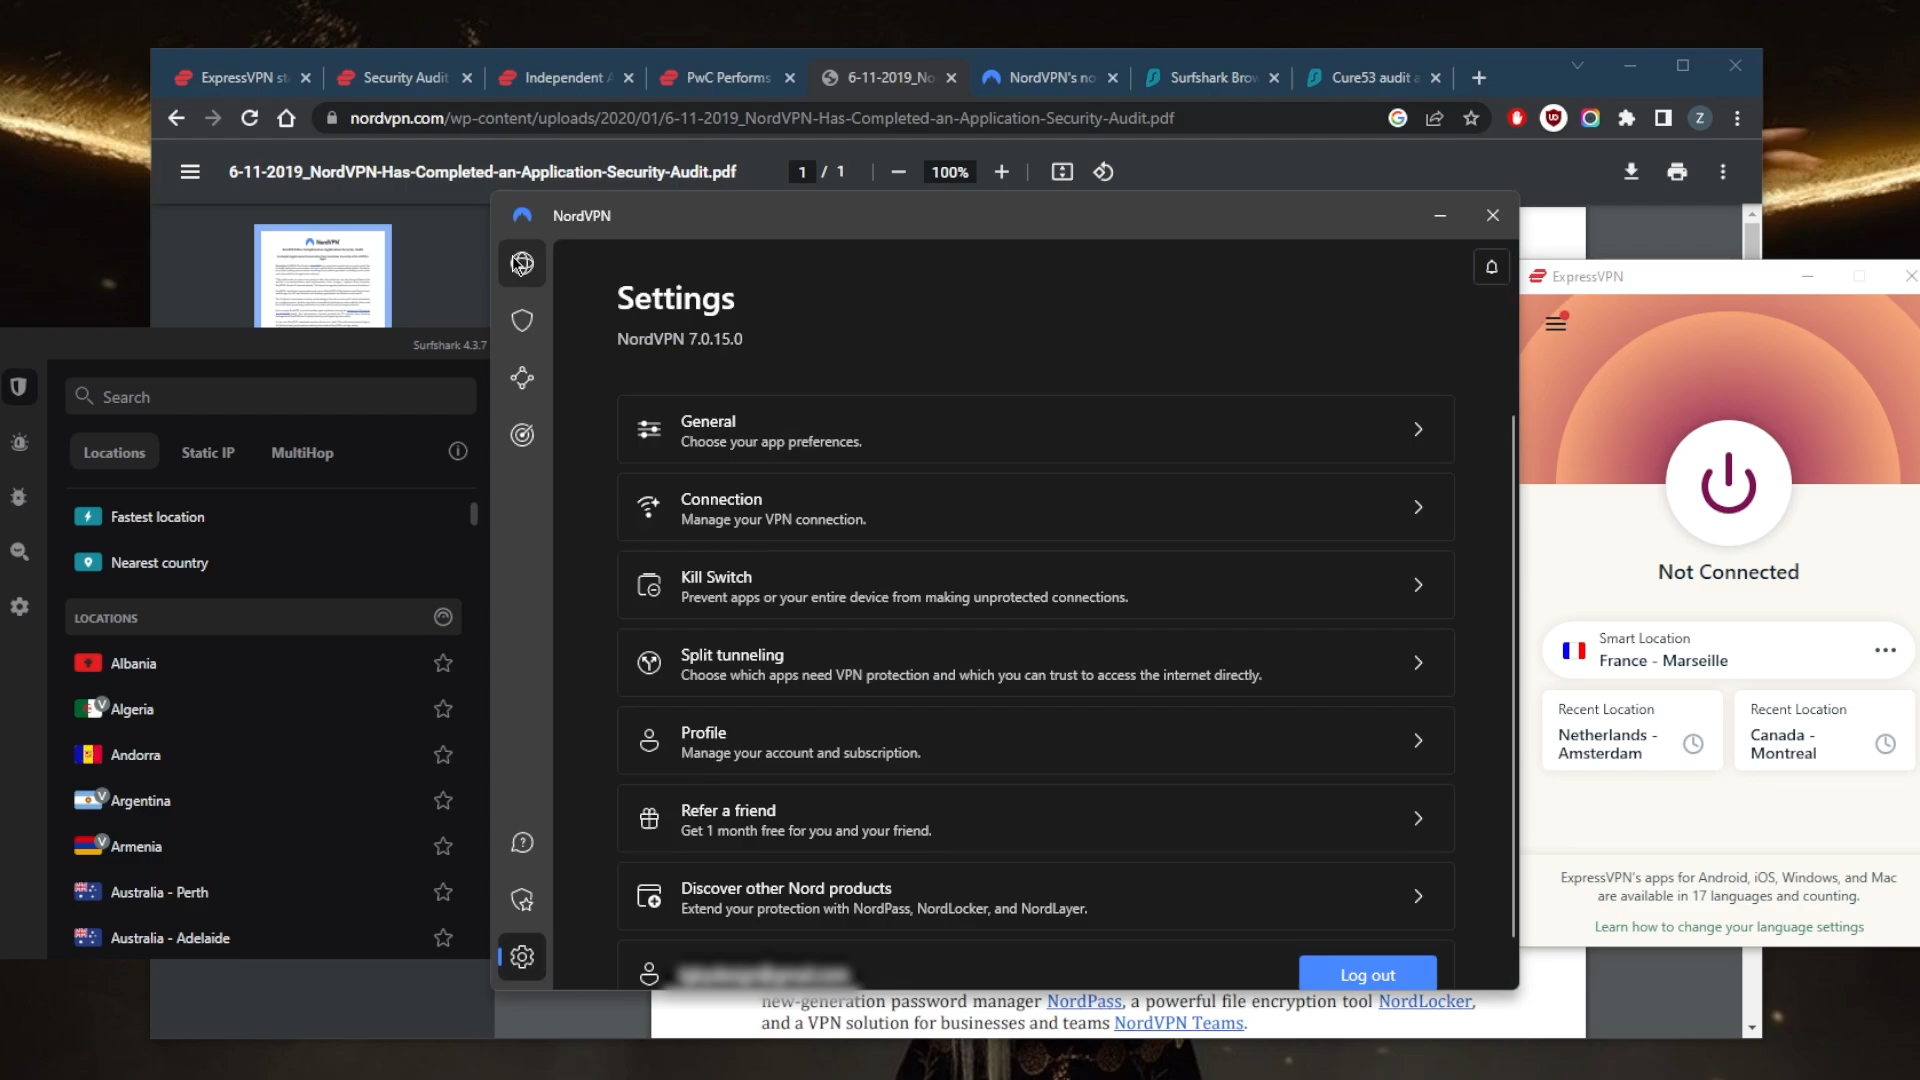 ExpressVPN st
Security Audit
Independent A
PwC Performs
6-11-2019_No
NordVPN's no
Surfshark Brow
Cure53 audit a
nordvpn.com/wp-content/uploads/2020/01/6-11-2019_NordVPN-Has-Completed-an-Application-Security-Audit.pdf
Z
6-11-2019_NordVPN-Has-Completed-an-Application-Security-Audit.pdf
1 / 1
100%
NordVPN
Settings
NordVPN 7.0.15.0
General
Choose your app preferences.
Connection
Manage your VPN connection.
Kill Switch
Prevent apps or your entire device from making unprotected connections.
Split tunneling
Choose which apps need VPN protection and which you can trust to access the internet directly.
Profile
Manage your account and subscription.
Refer a friend
Get 1 month free for you and your friend.
Discover other Nord products
Extend your protection with NordPass, NordLocker, and NordLayer.
Log out
Surfshark 4.3.7
Search
Locations
Static IP
MultiHop
Fastest location
Nearest country
LOCATIONS
Albania
V Algeria
Andorra
V Argentina
V Armenia
Australia - Perth
Australia - Adelaide
ExpressVPN
Not Connected
Smart Location
France - Marseille
Recent Location
Netherlands -
Amsterdam
Recent Location
Canada -
Montreal
ExpressVPN's apps for Android, iOS, Windows, and Mac
are available in 17 languages and counting.
Learn how to change your language settings
new-generation password manager NordPass, a powerful file encryption tool NordLocker,
and a VPN solution for businesses and teams NordVPN Teams.